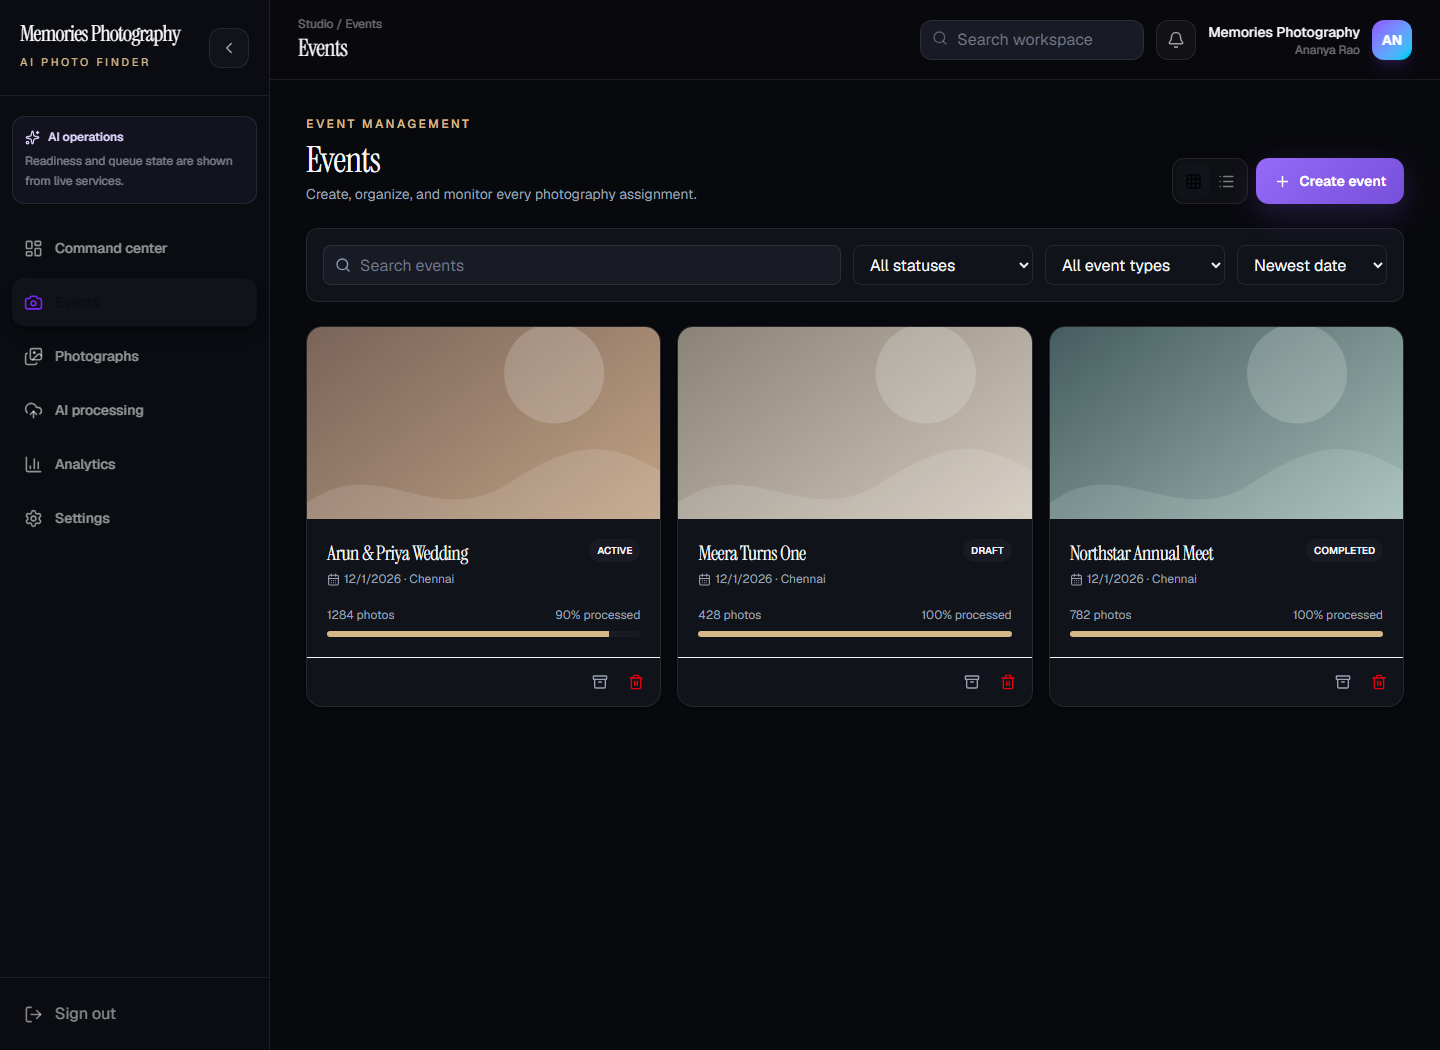 Memories Photography
AI PHOTO FINDER
AI operations
Readiness and queue state are shown
from live services.
Command center
Events
Photographs
AI processing
Analytics
Settings
Sign out
Studio / Events
Events
Search workspace
Memories Photography
Ananya Rao
AN
EVENT MANAGEMENT
Events
Create, organize, and monitor every photography assignment.
Create event
Search events
All statuses
All event types
Newest date
Arun & Priya Wedding
ACTIVE
12/1/2026 · Chennai
1284 photos
90% processed
Meera Turns One
DRAFT
12/1/2026 · Chennai
428 photos
100% processed
Northstar Annual Meet
COMPLETED
12/1/2026 · Chennai
782 photos
100% processed